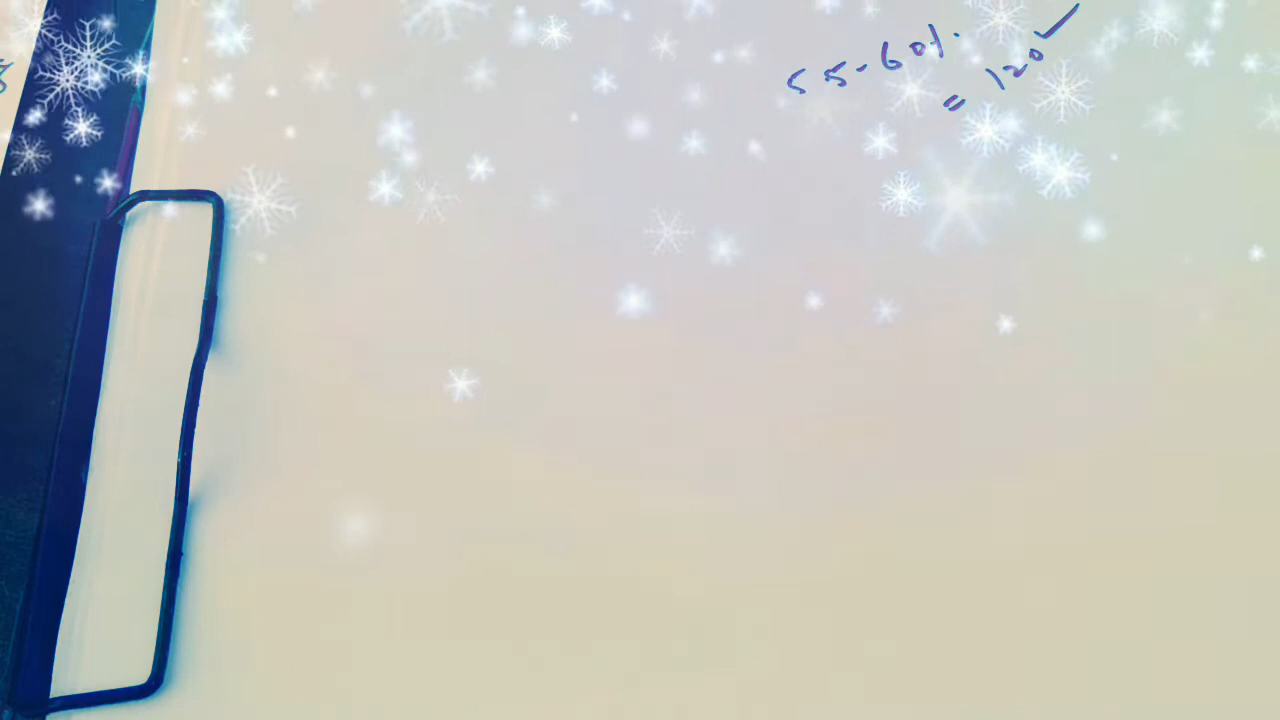 55-60%.
= 120 ✓